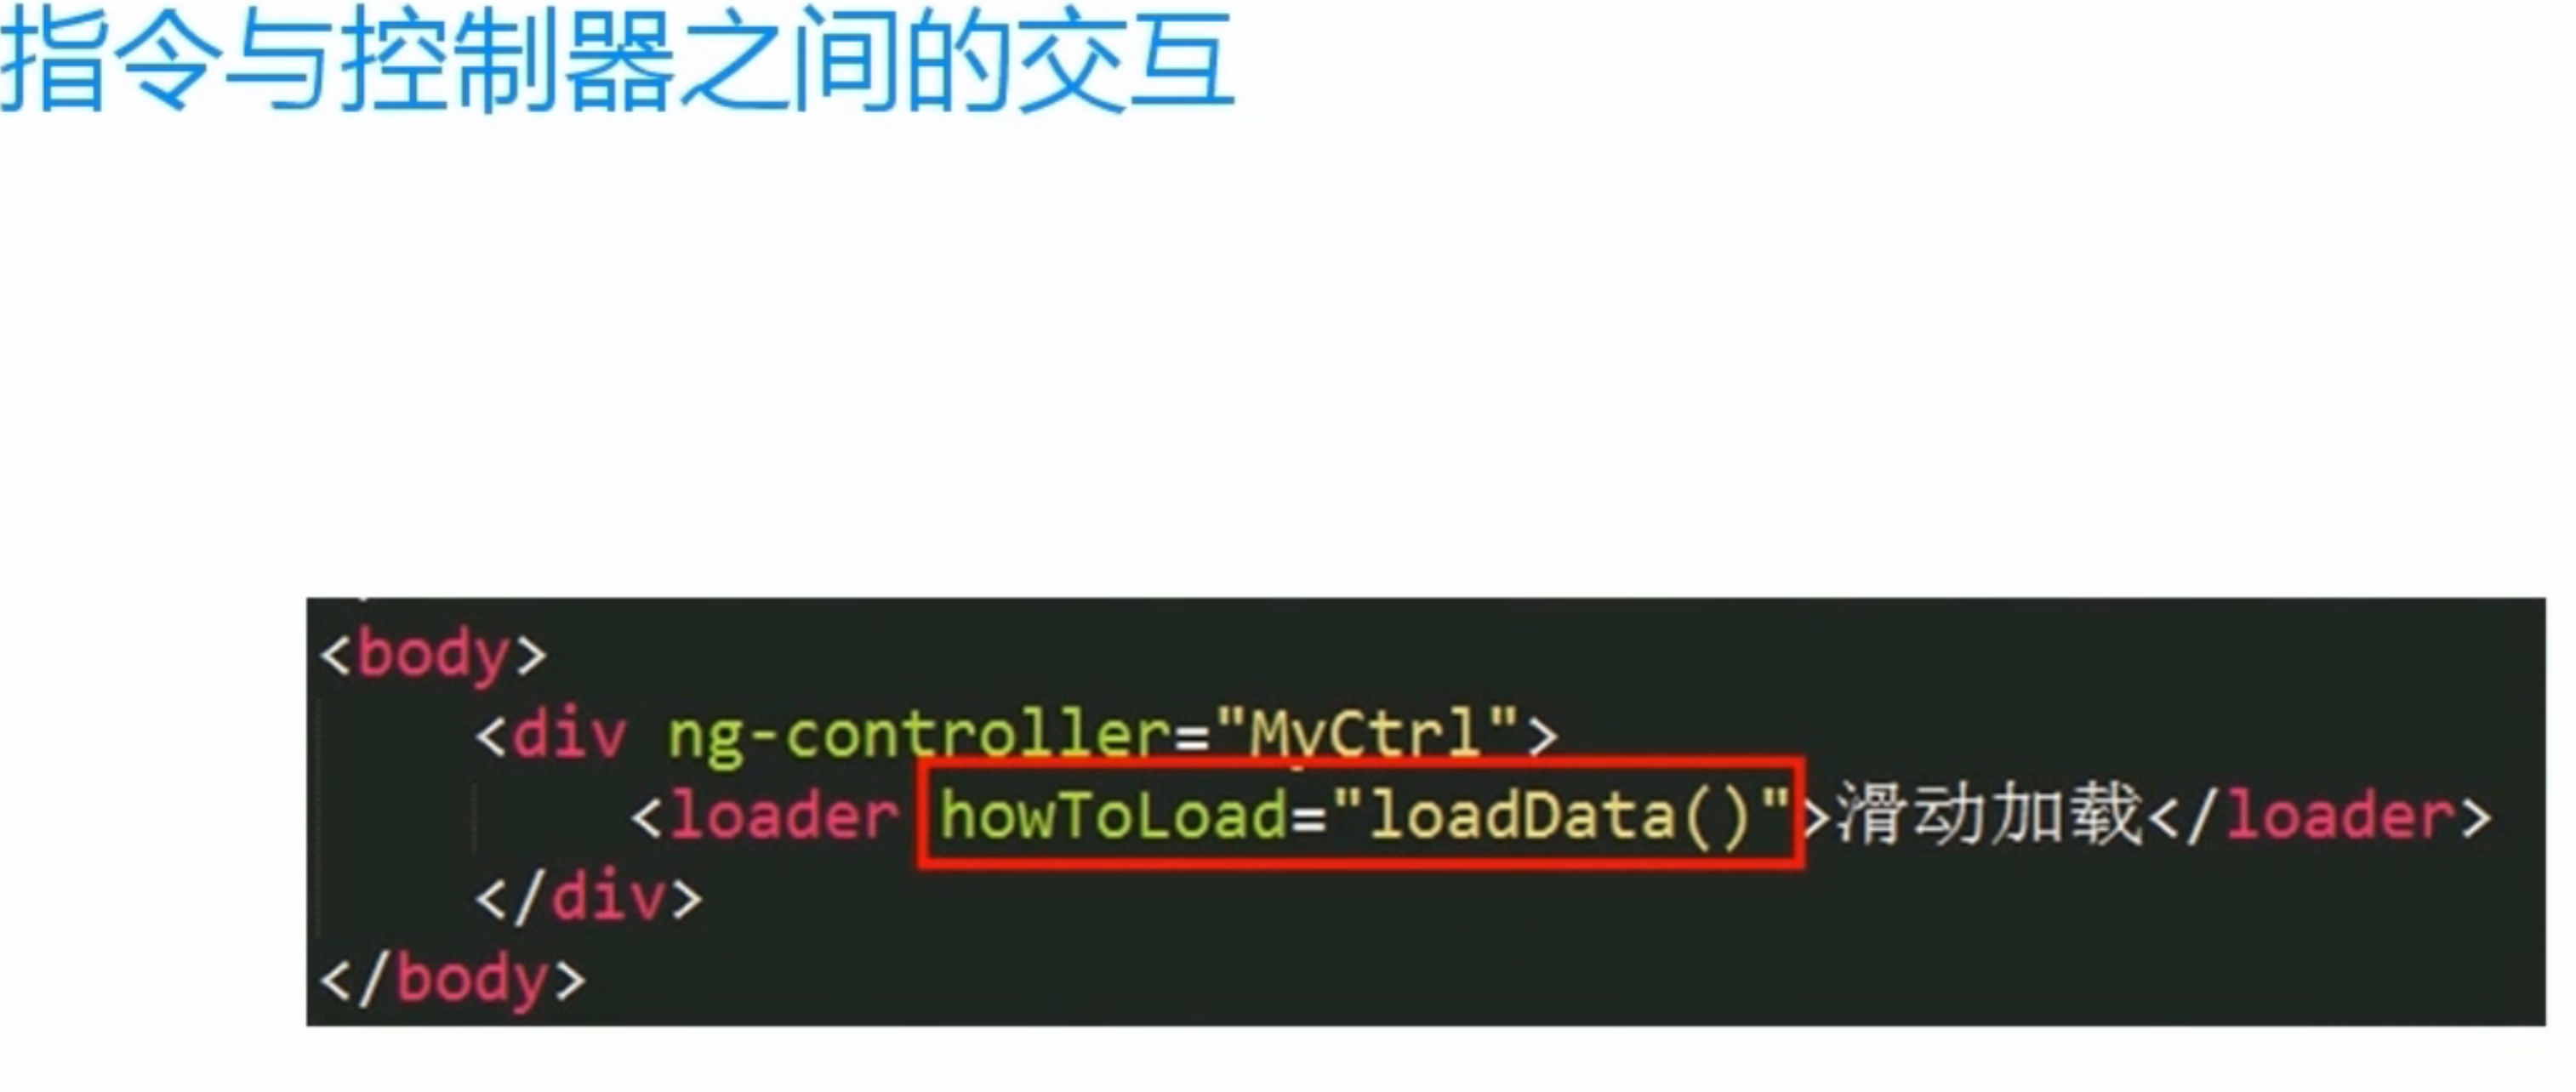 指令与控制器之间的交互
<body>
<div ng-controller="MyCtrl">
<loader howToLoad="loadData()">滑动加载</loader>
</div>
</body>